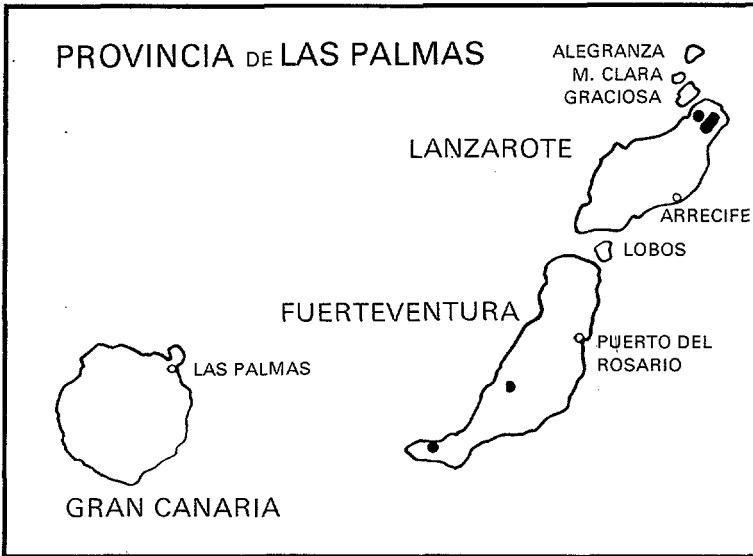 PROVINCIA DE LAS PALMAS
ALEGRANZA
M. CLARA
GRACIOSA
LANZAROTE
ARRECIFE
LOBOS
FUERTEVENTURA
PUERTO DEL
ROSARIO
LAS PALMAS
GRAN CANARIA